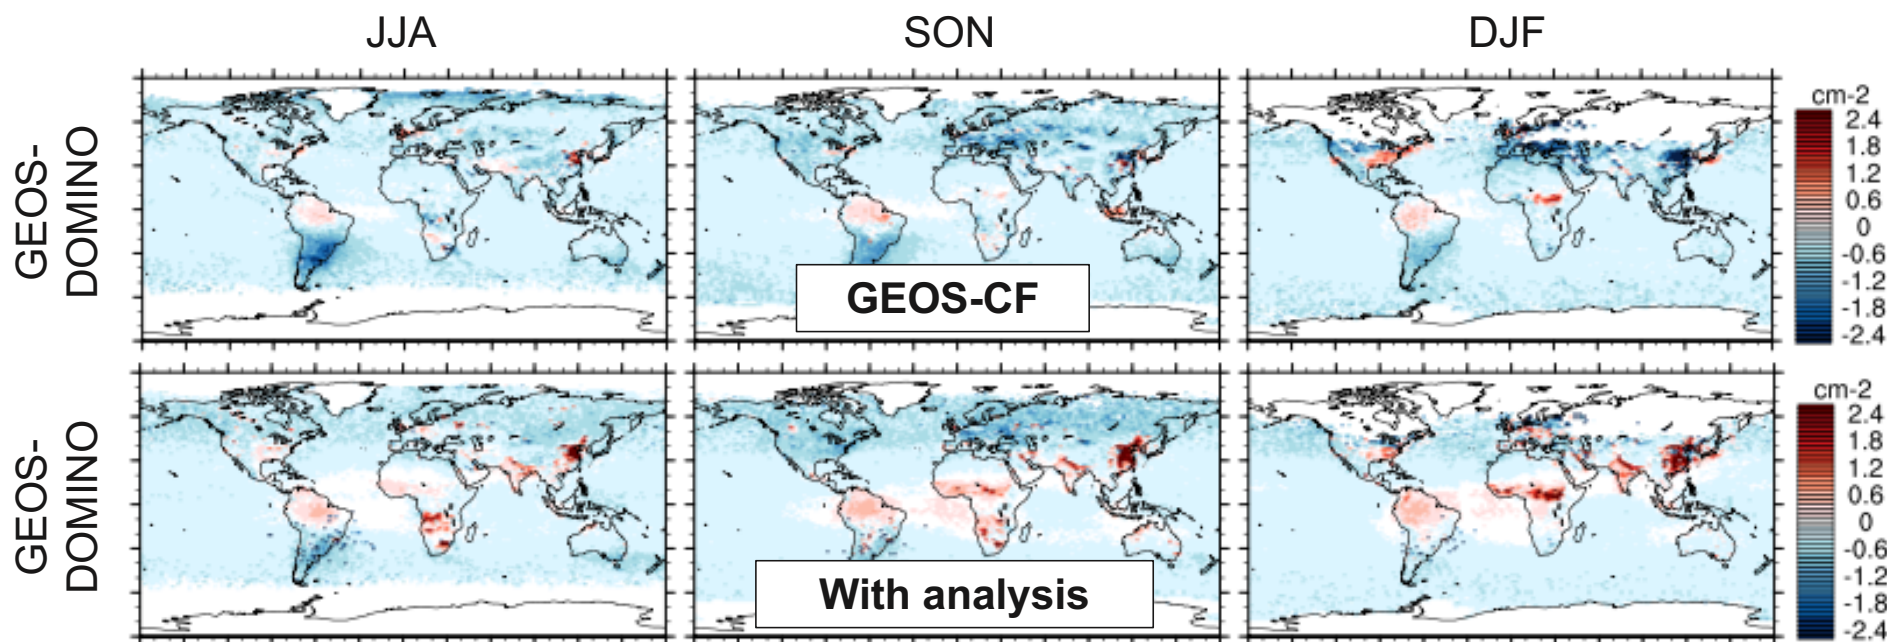 JJA
SON
DJF
GEOS-
DOMINO
GEOS-CF
cm-2
2.4
1.8
1.2
0.6
0
-0.6
-1.2
-1.8
-2.4
GEOS-
DOMINO
With analysis
cm-2
2.4
1.8
1.2
0.6
0
-0.6
-1.2
-1.8
-2.4